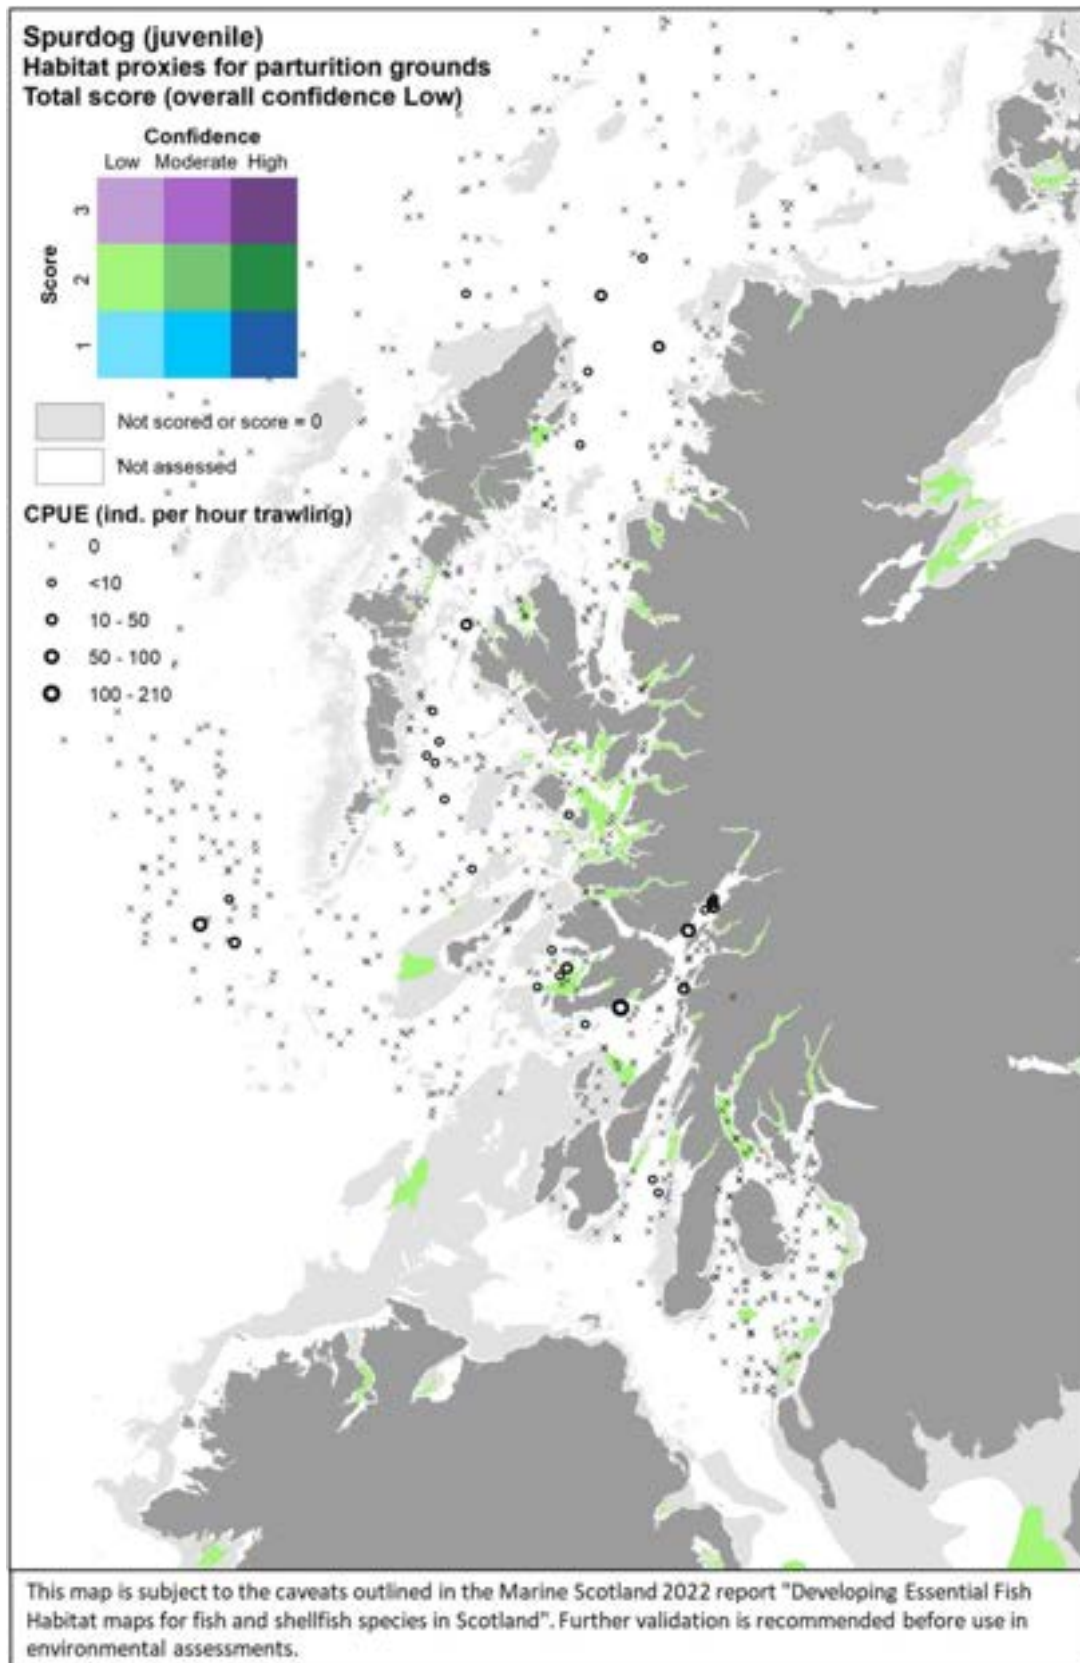 Spurdog (juvenile)
Habitat proxies for parturition grounds
Total score (overall confidence Low)
Confidence
Low Moderate High
3
Score
2
1
Not scored or score = 0
Not assessed
CPUE (ind. per hour trawling)
0
<10
10 - 50
50 - 100
100 - 210
This map is subject to the caveats outlined in the Marine Scotland 2022 report "Developing Essential Fish
Habitat maps for fish and shellfish species in Scotland". Further validation is recommended before use in
environmental assessments.